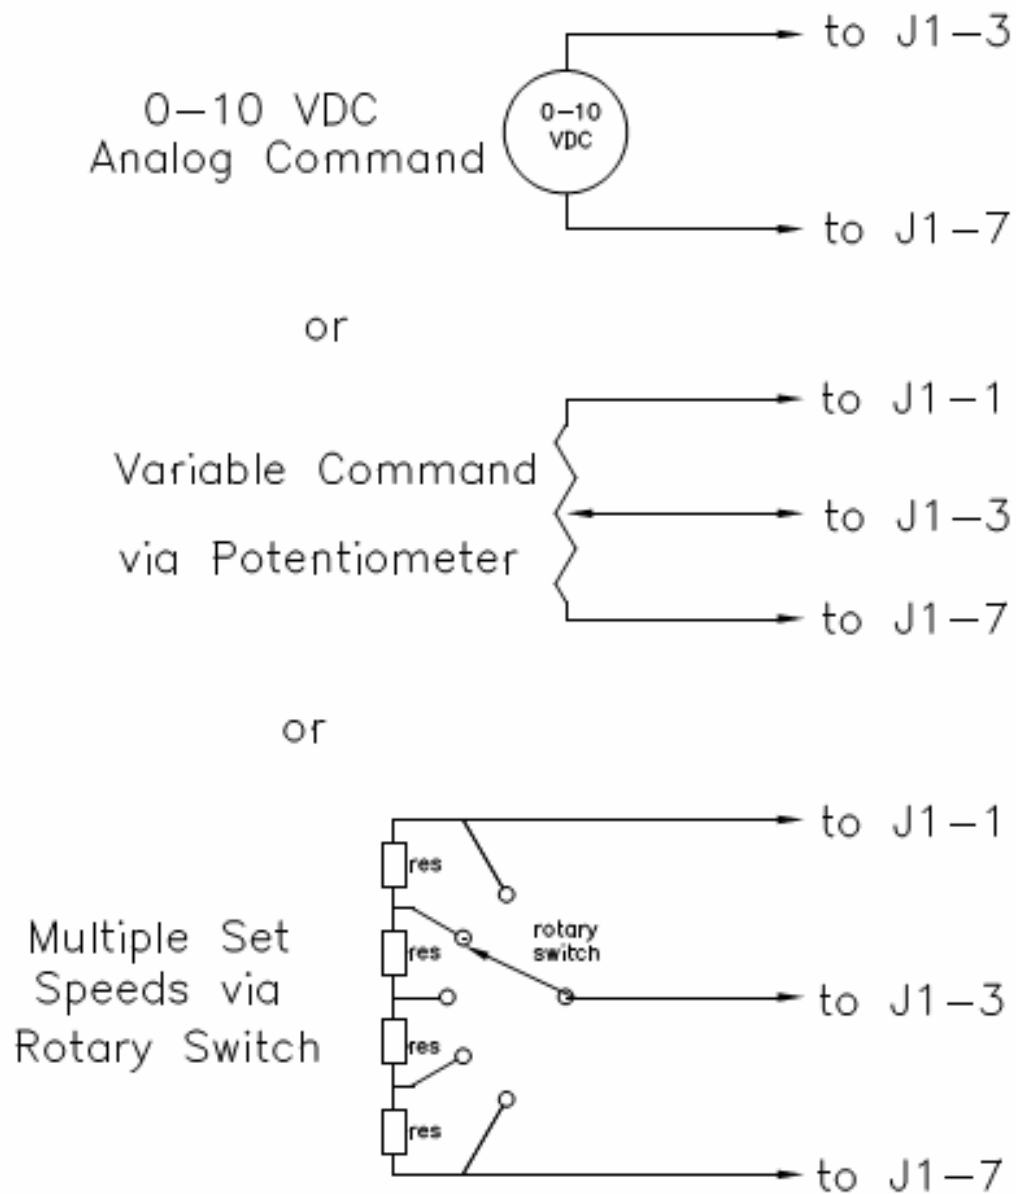 to J1-3
0-10 VDC
Analog Command
0-10
VDC
to J1-7
or
to J1-1
Variable Command
to J1-3
via Potentiometer
to J1-7
or
to J1-1
res
rotary
switch
Multiple Set
Speeds via
Rotary Switch
res
to J1-3
res
res
to J1-7